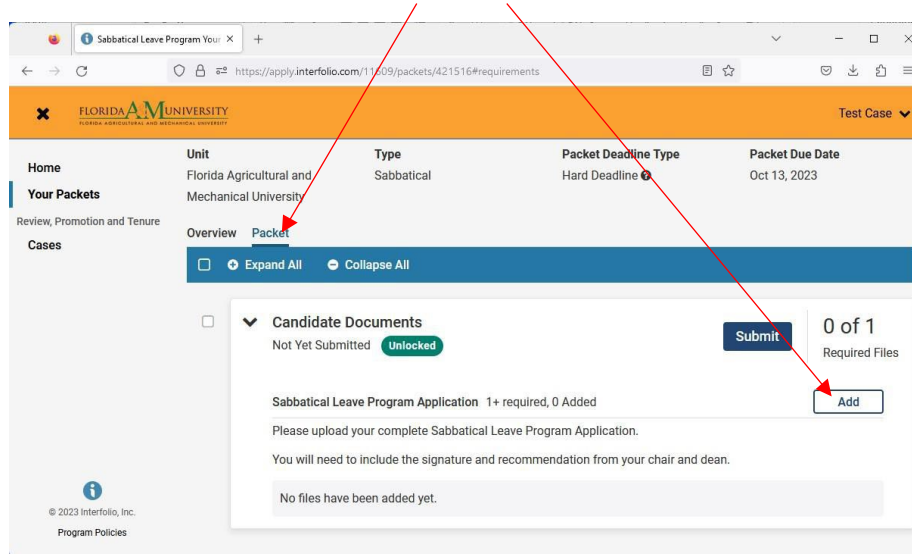 Sabbatical Leave Program Your
https://apply.interfolio.com/11609/packets/421516#requirements
FLORIDA A&M UNIVERSITY
FLORIDA AGRICULTURAL AND MECHANICAL UNIVERSITY
Test Case
Home
Your Packets
Review, Promotion and Tenure
Cases
Unit
Florida Agricultural and
Mechanical University
Type
Sabbatical
Packet Deadline Type
Hard Deadline
Packet Due Date
Oct 13, 2023
Overview Packet
Expand All Collapse All
Candidate Documents
Not Yet Submitted Unlocked
Submit
0 of 1
Required Files
Sabbatical Leave Program Application 1+ required, 0 Added
Add
Please upload your complete Sabbatical Leave Program Application.
You will need to include the signature and recommendation from your chair and dean.
No files have been added yet.
© 2023 Interfolio, Inc.
Program Policies